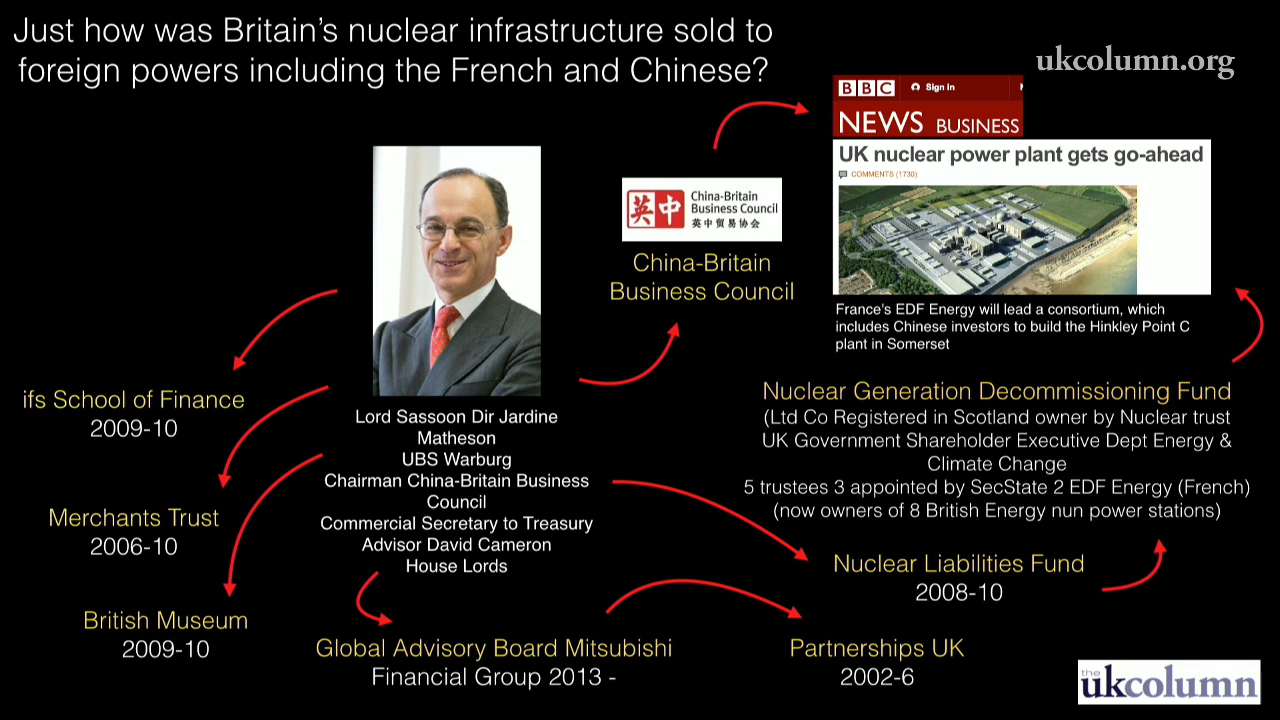 Just how was Britain's nuclear infrastructure sold to
foreign powers including the French and Chinese?
ukcolumn.org
BBC
Sign in
NEWS BUSINESS
UK nuclear power plant gets go-ahead
COMMENTS (1730)
France's EDF Energy will lead a consortium, which
includes Chinese investors to build the Hinkley Point C
plant in Somerset
英中
China-Britain
Business Council
英中贸易协会
China-Britain
Business Council
ifs School of Finance
2009-10
Merchants Trust
2006-10
British Museum
2009-10
Lord Sassoon Dir Jardine
Matheson
UBS Warburg
Chairman China-Britain Business
Council
Commercial Secretary to Treasury
Advisor David Cameron
House Lords
Global Advisory Board Mitsubishi
Financial Group 2013 -
Nuclear Generation Decommissioning Fund
(Ltd Co Registered in Scotland owner by Nuclear trust
UK Government Shareholder Executive Dept Energy &
Climate Change
5 trustees 3 appointed by SecState 2 EDF Energy (French)
(now owners of 8 British Energy nun power stations)
Nuclear Liabilities Fund
2008-10
Partnerships UK
2002-6
the
ukcolumn